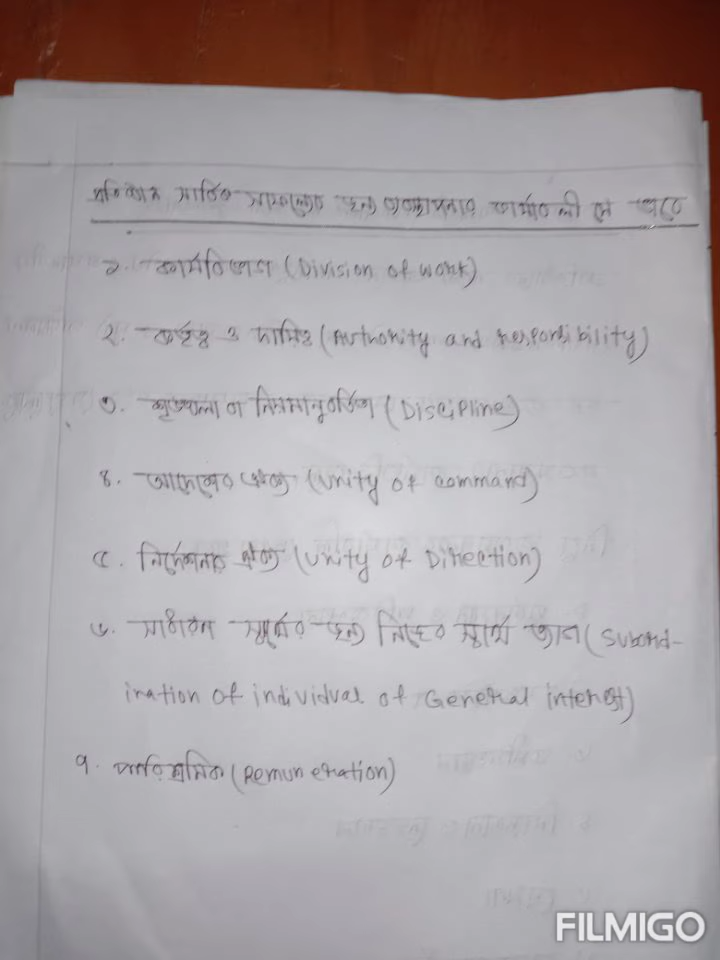 সার্বিক সাফল্যের জন্য ব্যবস্থাপনার কার্যাবলী
১. কার্যবিভাগ (Division of work)
২. কর্তৃত্ব ও দায়িত্ব (Authority and responsibility)
৩. শৃঙ্খলা বা নিয়মানুবর্তিতা (Discipline)
৪. আদেশের ঐক্য (Unity of command)
৫. নির্দেশনার ঐক্য (Unity of Direction)
৬. সাধারণ স্বার্থের জন্য নিজের স্বার্থ ত্যাগ (Subord-
ination of individual of General interest)
৭. পারিশ্রমিক (Remuneration)
FILMIGO